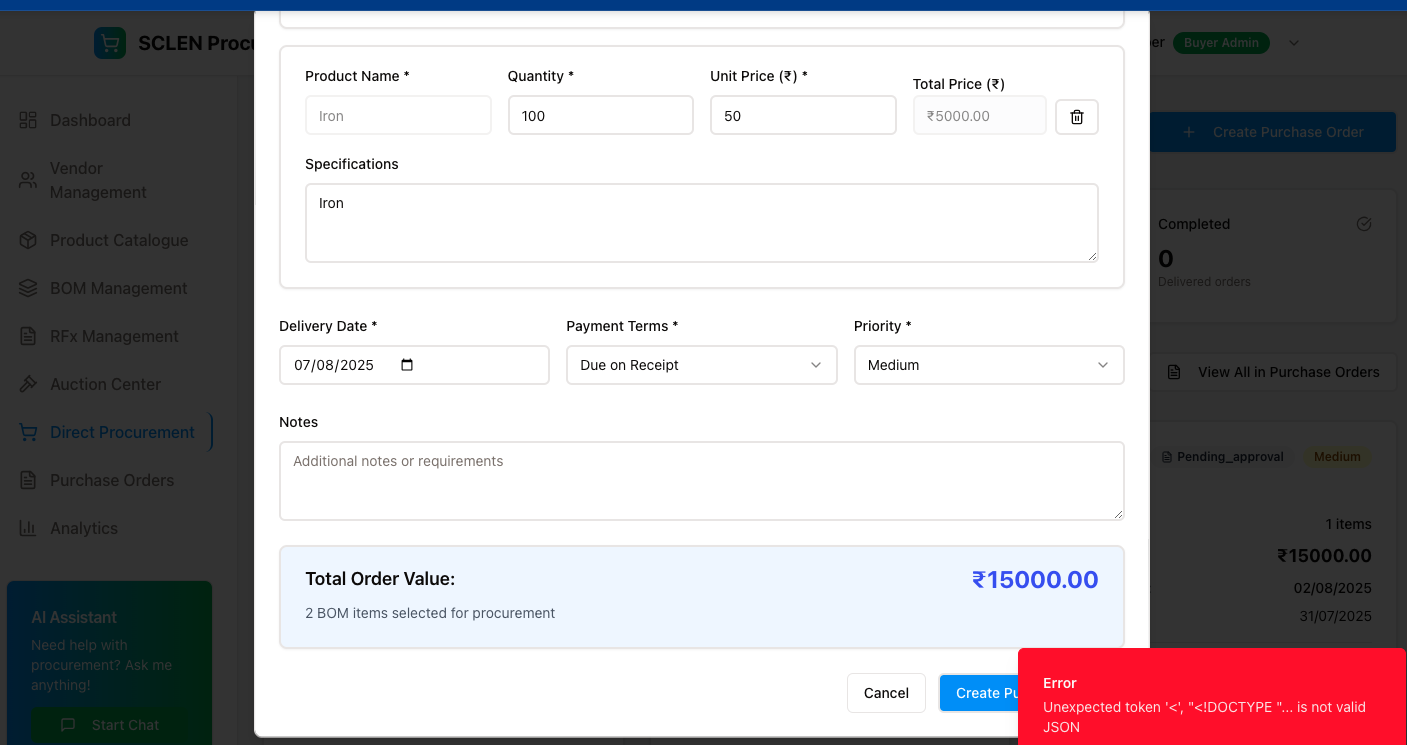 SCLEN Procu
er
Buyer Admin
Dashboard
Vendor
Management
Product Catalogue
BOM Management
RFx Management
Auction Center
Direct Procurement
Purchase Orders
Analytics
AI Assistant
Need help with
procurement? Ask me
anything!
Start Chat
Product Name *
Quantity *
Unit Price (₹) *
Total Price (₹)
Iron
100
50
₹5000.00
Specifications
Iron
Delivery Date *
Payment Terms *
Priority *
07/08/2025
Due on Receipt
Medium
Notes
Additional notes or requirements
Total Order Value:
₹15000.00
2 BOM items selected for procurement
Cancel
Create Pu
Create Purchase Order
Completed
0
Delivered orders
View All in Purchase Orders
Pending_approval
Medium
1 items
₹15000.00
02/08/2025
31/07/2025
Error
Unexpected token '<', "<!DOCTYPE "... is not valid
JSON